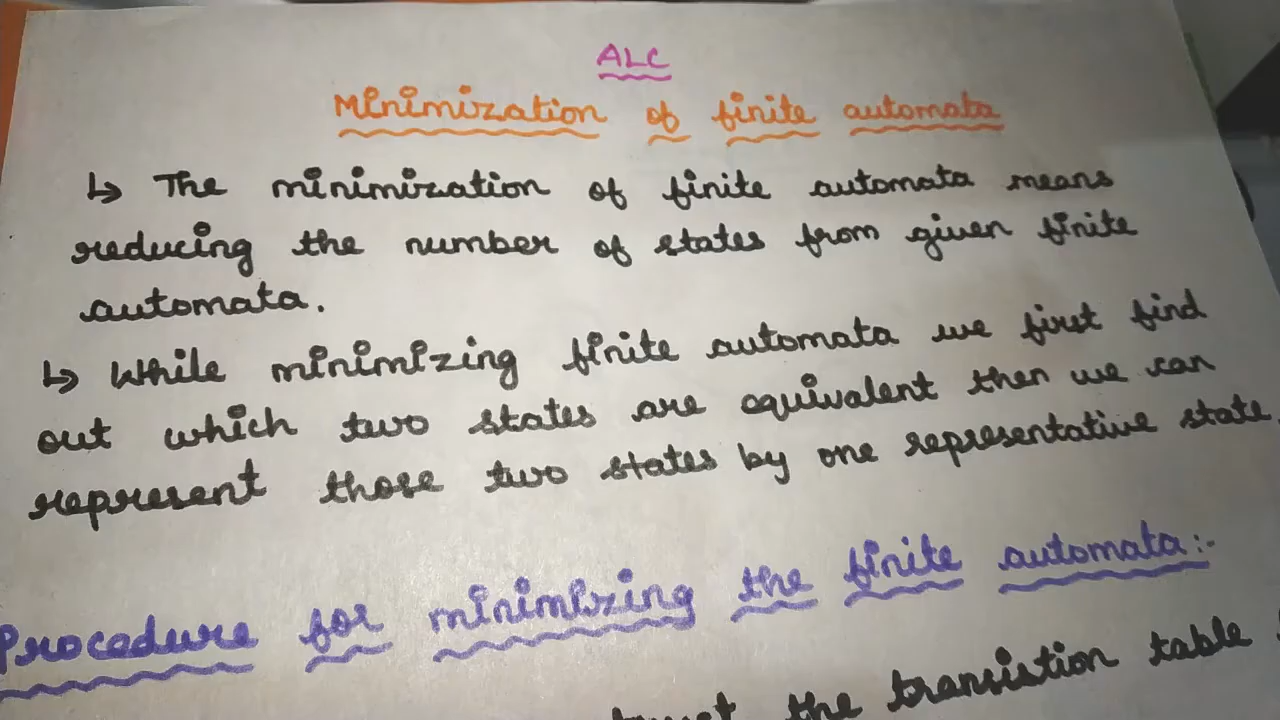 ALC
Minimization of finite automata
↳ The minimization of finite automata means
reducing the number of states from given finite
automata.
↳ While minimizing finite automata we first find
out which two states are equivalent then we can
represent those two states by one representative state.
Procedure for minimizing the finite automata:-
the transistion table